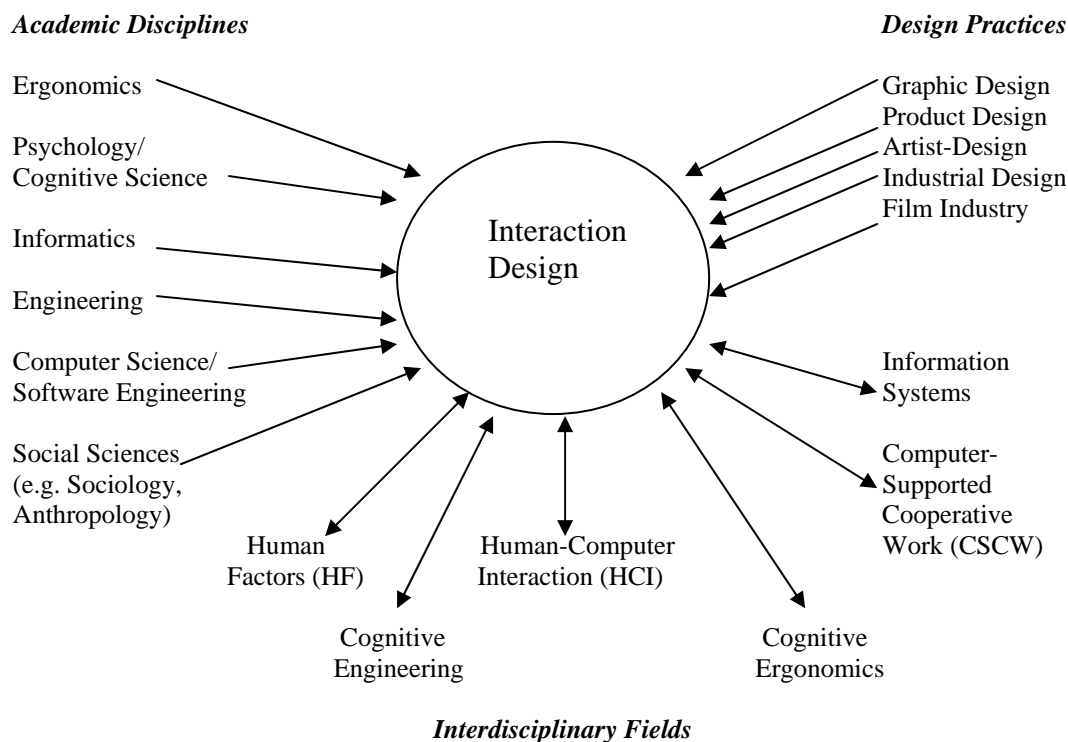 Academic Disciplines
Design Practices
Ergonomics
Psychology/
Cognitive Science
Informatics
Engineering
Computer Science/
Software Engineering
Social Sciences
(e.g. Sociology,
Anthropology)
Interaction
Design
Graphic Design
Product Design
Artist-Design
Industrial Design
Film Industry
Information
Systems
Computer-
Supported
Cooperative
Work (CSCW)
Human
Factors (HF)
Human-Computer
Interaction (HCI)
Cognitive
Engineering
Cognitive
Ergonomics
Interdisciplinary Fields